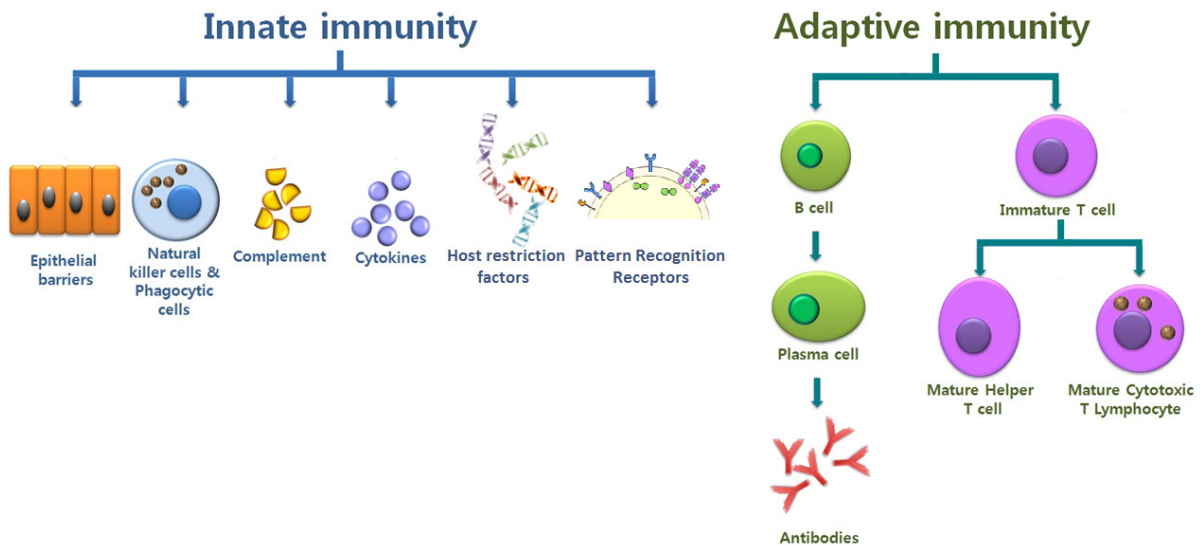 Innate immunity
Adaptive immunity
Epithelial
barriers
Natural
killer cells &
Phagocytic
cells
Complement
Cytokines
Host restriction
factors
Pattern Recognition
Receptors
B cell
Immature T cell
Plasma cell
Mature Helper
T cell
Mature Cytotoxic
T Lymphocyte
Antibodies